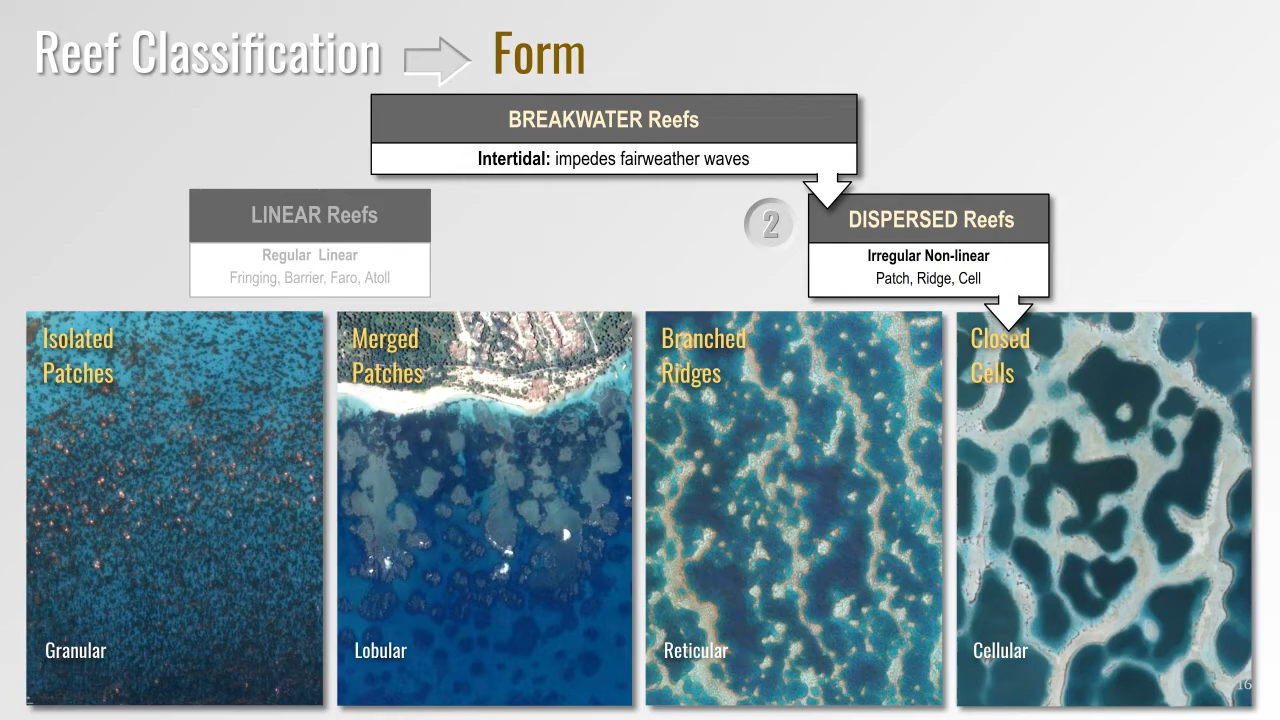 Reef Classification Form
BREAKWATER Reefs
Intertidal: impedes fairweather waves
LINEAR Reefs
Regular Linear
Fringing, Barrier, Faro, Atoll
2
DISPERSED Reefs
Irregular Non-linear
Patch, Ridge, Cell
Isolated
Patches
Granular
Merged
Patches
Lobular
Branched
Ridges
Reticular
Closed
Cells
Cellular
16